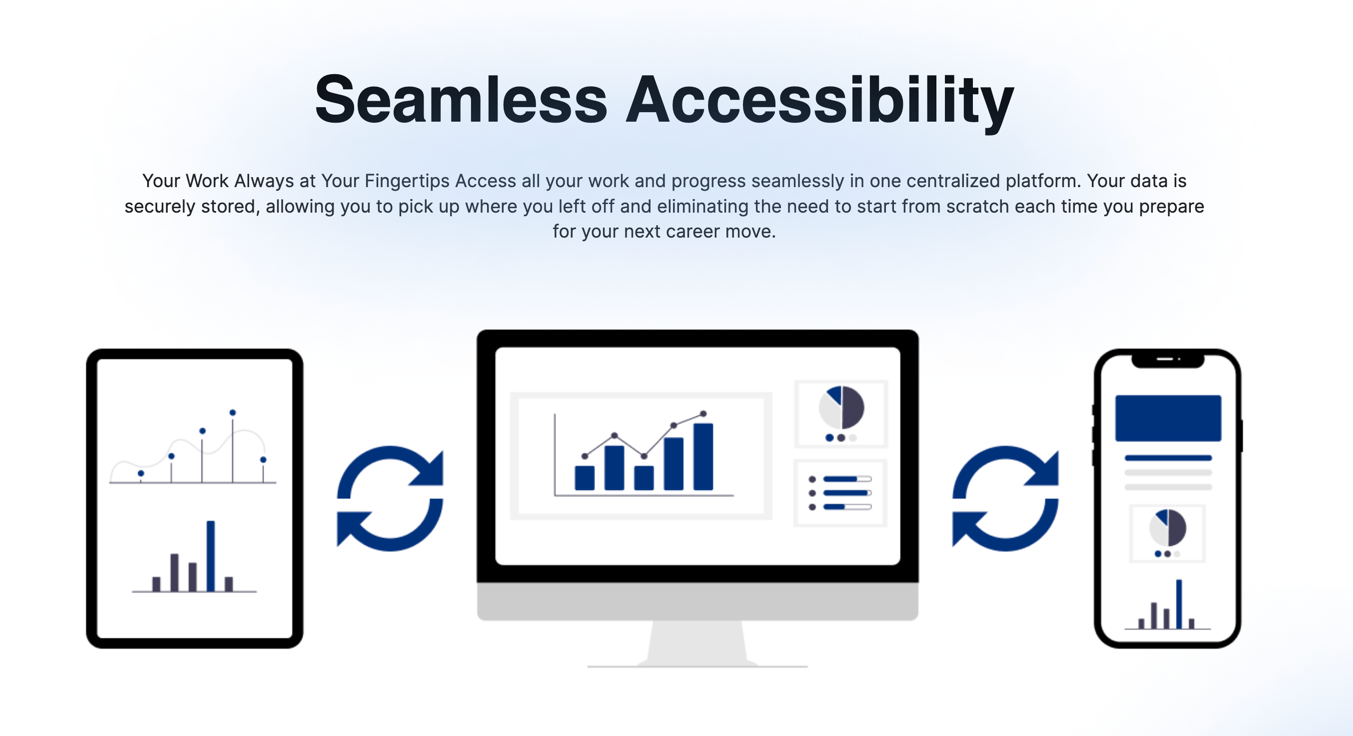 Seamless Accessibility
Your Work Always at Your Fingertips Access all your work and progress seamlessly in one centralized platform. Your data is
securely stored, allowing you to pick up where you left off and eliminating the need to start from scratch each time you prepare
for your next career move.